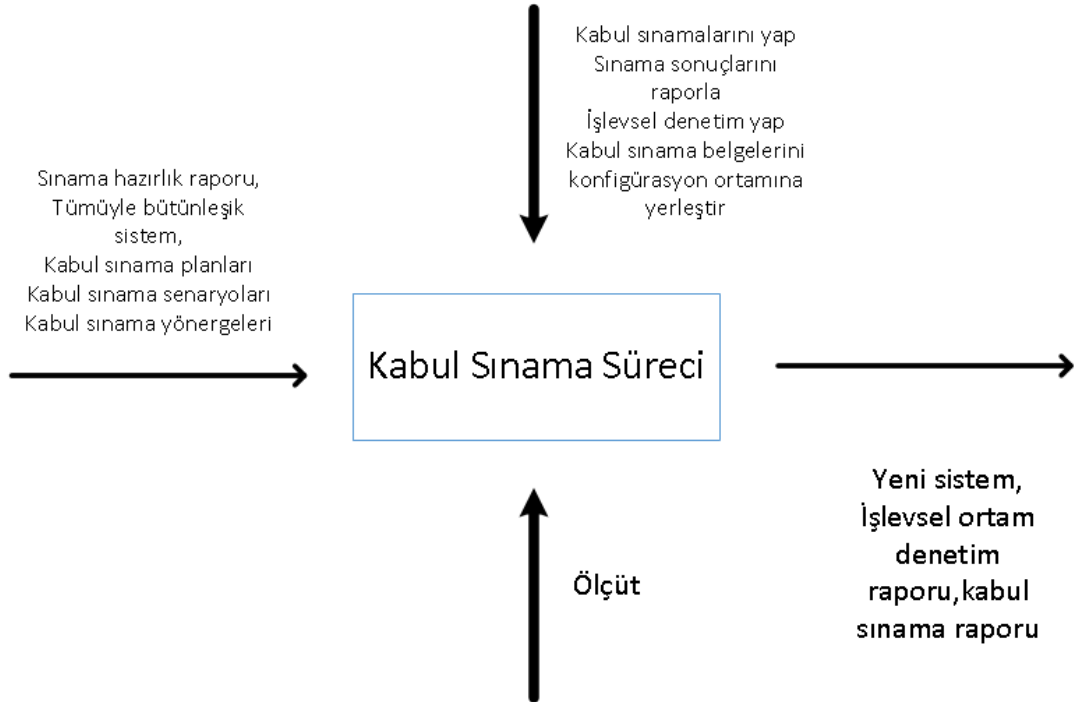 Kabul sınamalarını yap
Sınama sonuçlarını
raporla
İşlevsel denetim yap
Kabul sınama belgelerini
konfigürasyon ortamına
yerleştir
Sınama hazırlık raporu,
Tümüyle bütünleşik
sistem,
Kabul sınama planları
Kabul sınama senaryoları
Kabul sınama yönergeleri
Kabul Sınama Süreci
Yeni sistem,
İşlevsel ortam
denetim
raporu,kabul
sınama raporu
Ölçüt